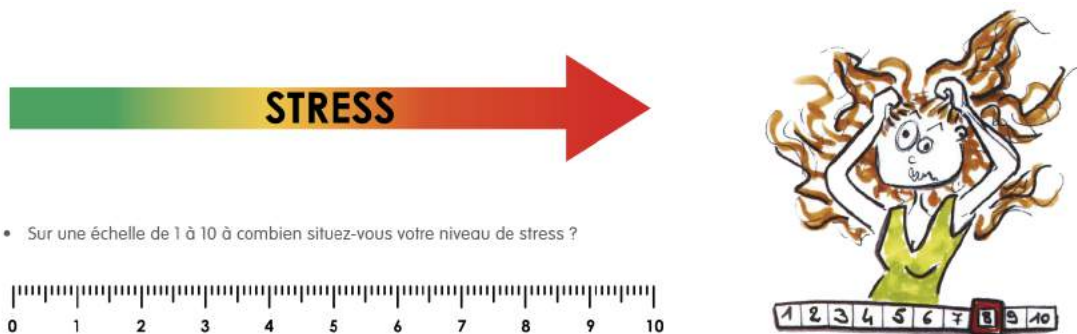 STRESS
• Sur une échelle de 1 à 10 à combien situez-vous votre niveau de stress ?
0 1 2 3 4 5 6 7 8 9 10
1 2 3 4 5 6 7 8 9 10